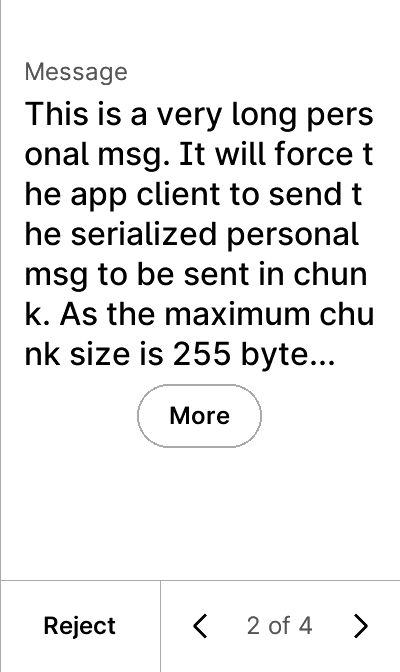 Message
This is a very long pers
onal msg. It will force t
he app client to send t
he serialized personal
msg to be sent in chun
k. As the maximum chu
nk size is 255 byte...
More
Reject
2 of 4